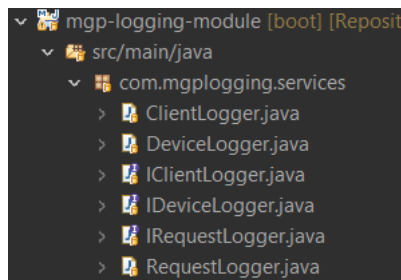 mgp-logging-module [boot] [Reposit
src/main/java
com.mgplogging.services
ClientLogger.java
DeviceLogger.java
IClientLogger.java
IDeviceLogger.java
IRequestLogger.java
RequestLogger.java